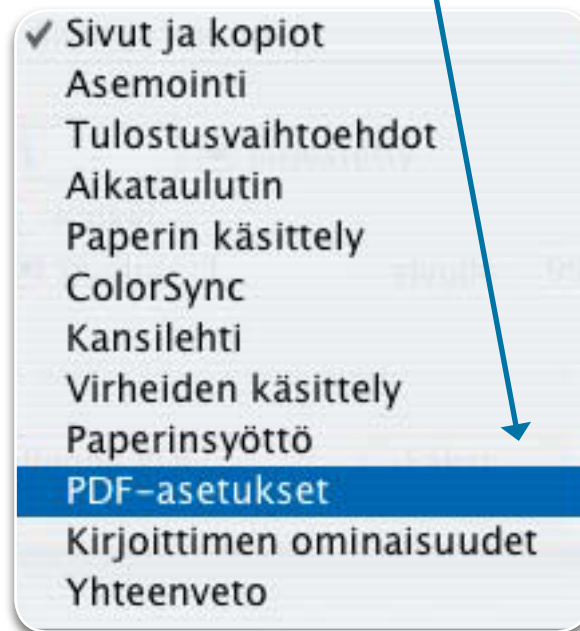 ✓ Sivut ja kopiot
Asemointi
Tulostusvaihtoehdot
Aikataulutin
Paperin käsittely
ColorSync
Kansilehti
Virheiden käsittely
Paperinsyöttö
PDF-asetukset
Kirjoittimen ominaisuudet
Yhteenveto